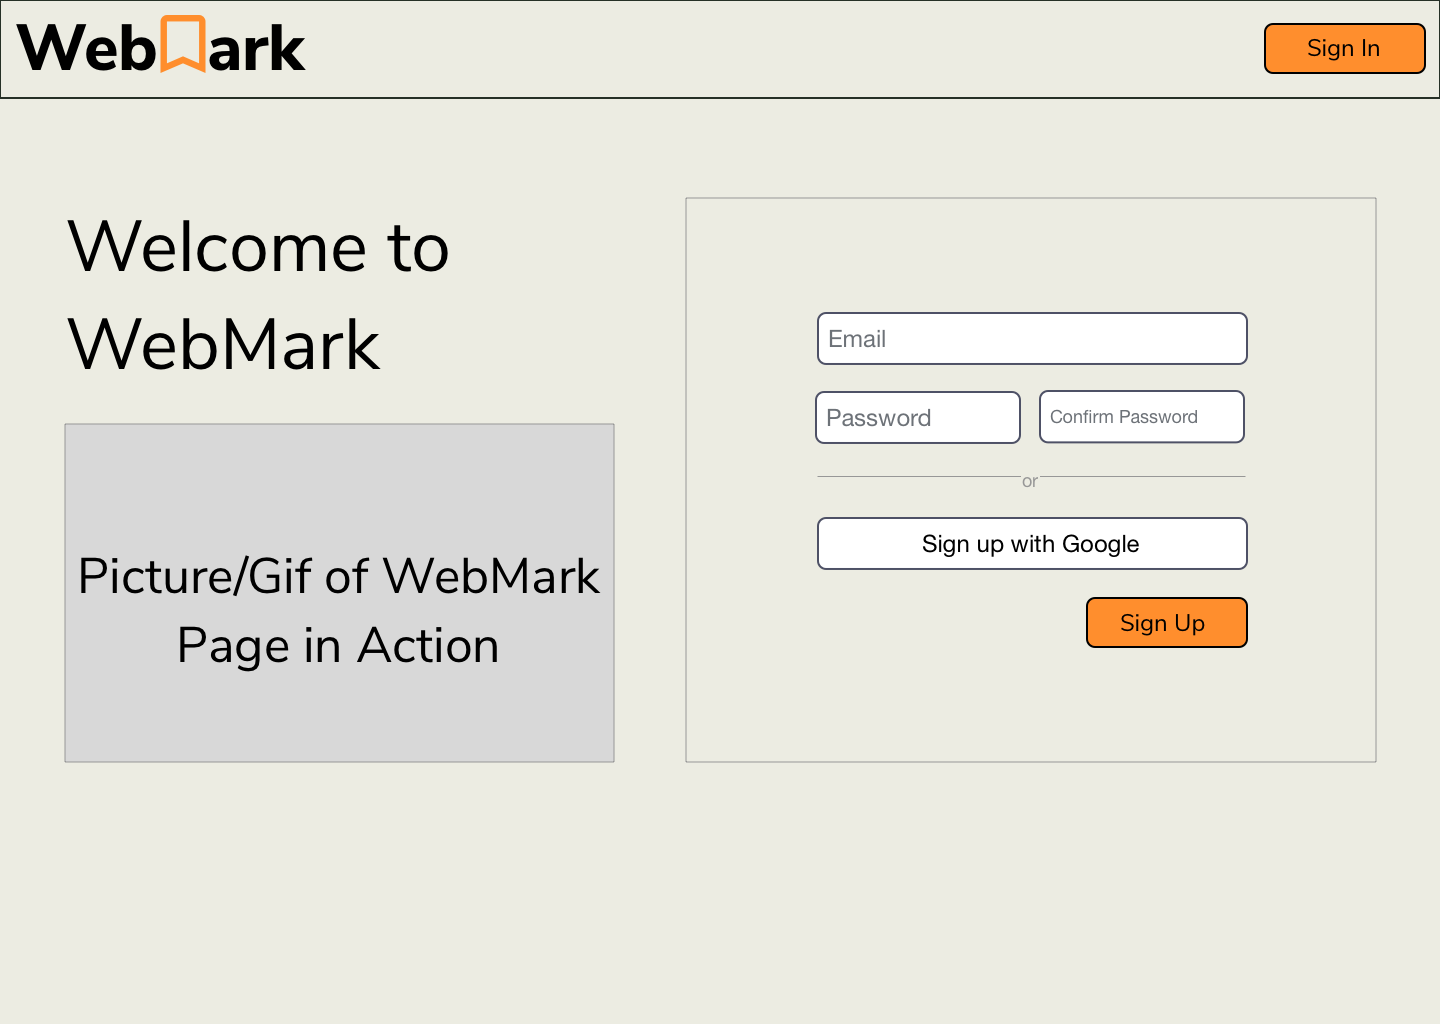 WebMark
Sign In
Welcome to
WebMark
Picture/Gif of WebMark
Page in Action
Email
Password
Confirm Password
or
Sign up with Google
Sign Up